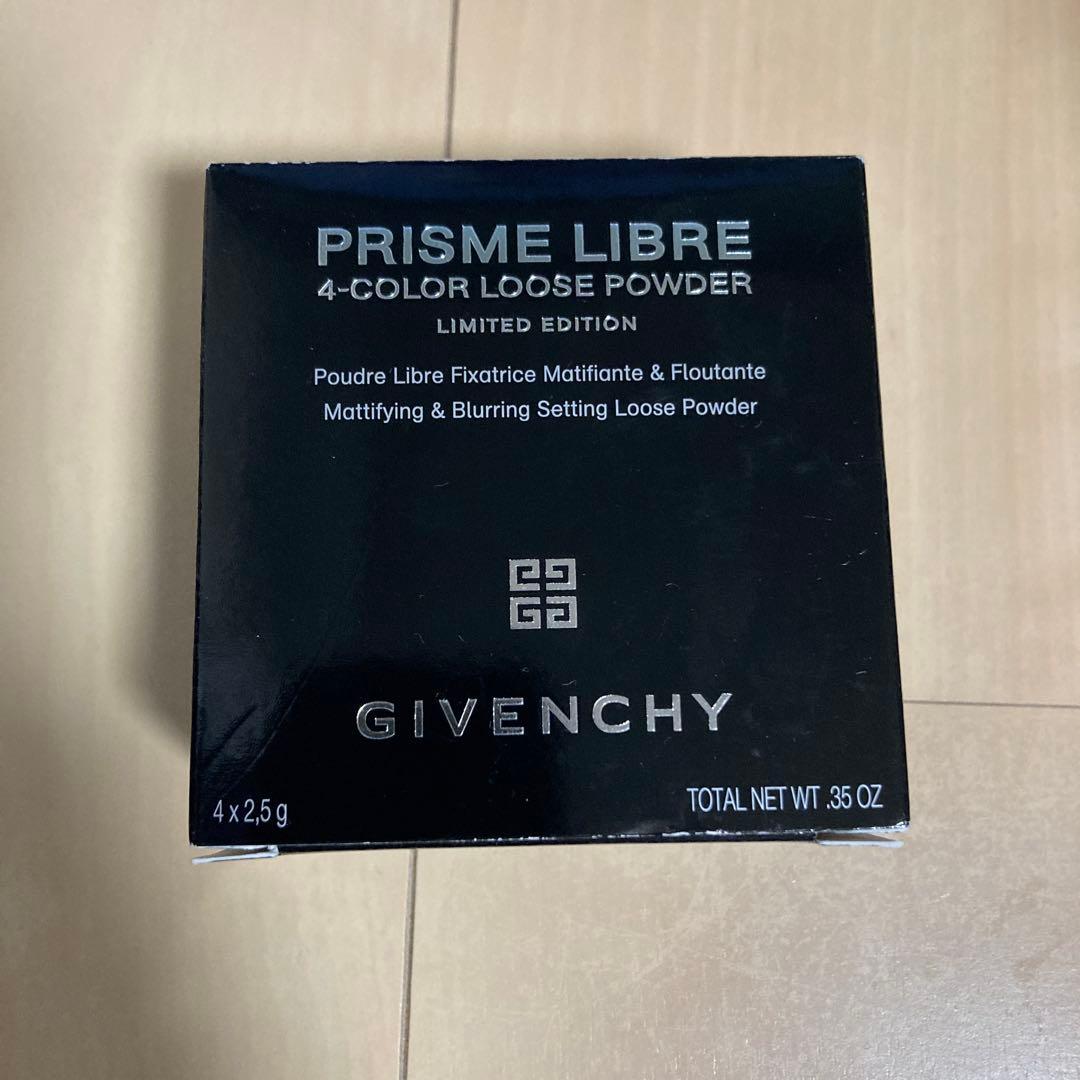 PRISME LIBRE
4-COLOR LOOSE POWDER
LIMITED EDITION
Poudre Libre Fixatrice Matifiante & Floutante
Mattifying & Blurring Setting Loose Powder
GIVENCHY
4 x 2,5 g
TOTAL NET WT .35 OZ